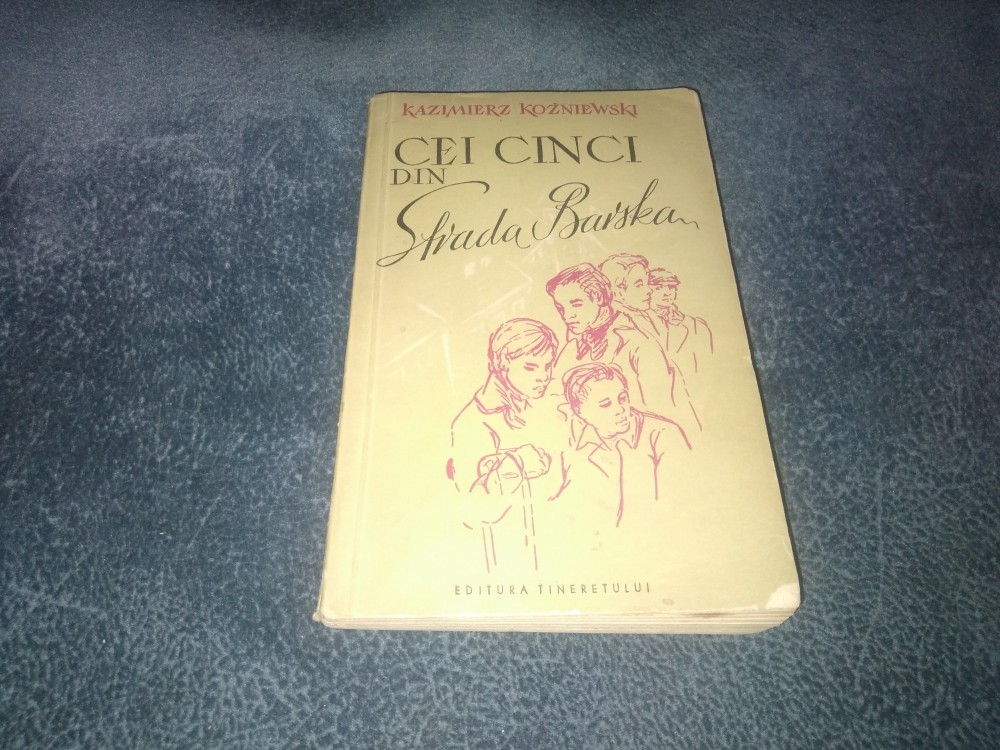 KAZIMIERZ KOŹNIEWSKI
CEI CINCI
DIN
Strada Barska
EDITURA TINERETULUI